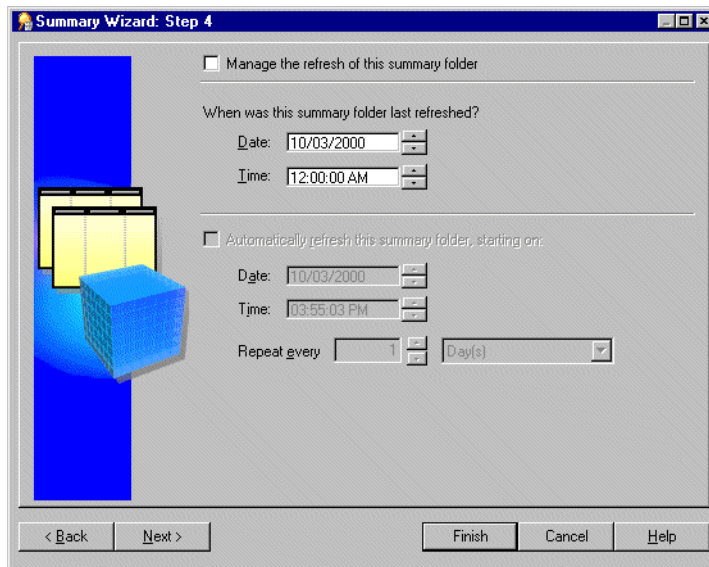 Summary Wizard: Step 4
Manage the refresh of this summary folder
When was this summary folder last refreshed?
Date: 10/03/2000
Time: 12:00:00 AM
Automatically refresh this summary folder, starting on:
Date: 10/03/2000
Time: 03:55:03 PM
Repeat every 1 Day(s)
< Back Next > Finish Cancel Help